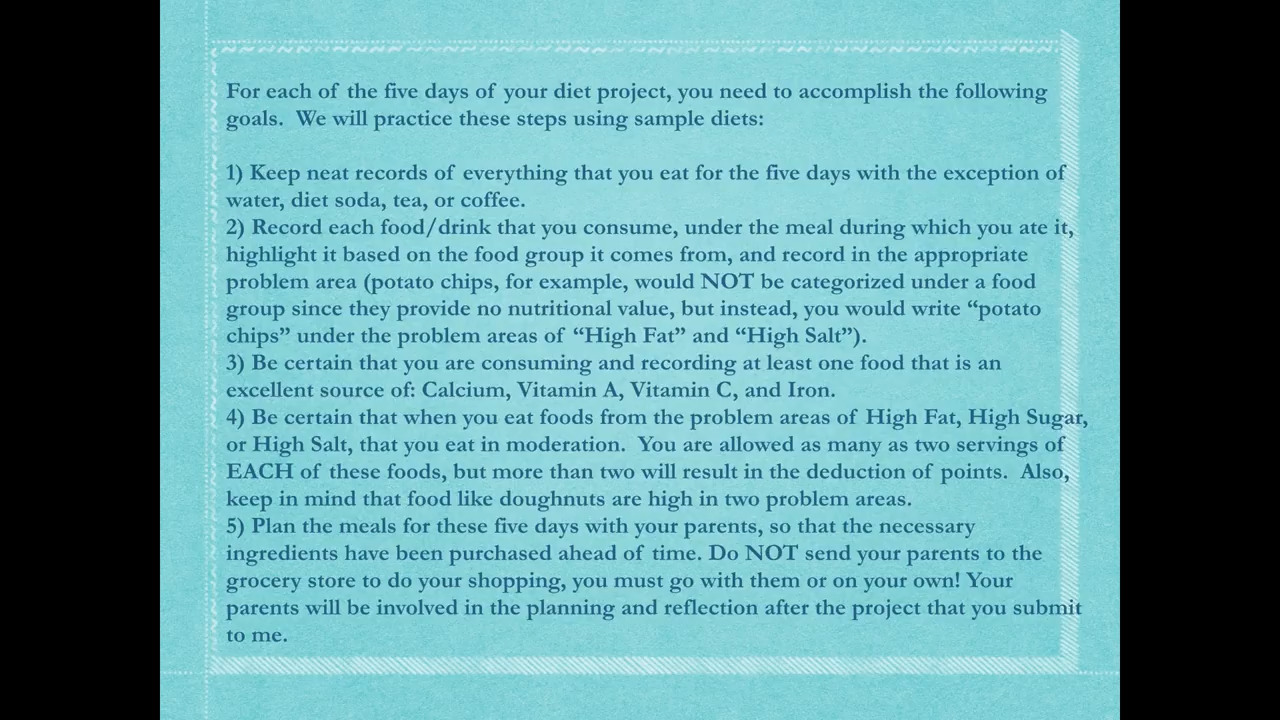 For each of the five days of your diet project, you need to accomplish the following
goals.  We will practice these steps using sample diets:
1) Keep neat records of everything that you eat for the five days with the exception of
water, diet soda, tea, or coffee.
2) Record each food/drink that you consume, under the meal during which you ate it,
highlight it based on the food group it comes from, and record in the appropriate
problem area (potato chips, for example, would NOT be categorized under a food
group since they provide no nutritional value, but instead, you would write “potato
chips” under the problem areas of “High Fat” and “High Salt”).
3) Be certain that you are consuming and recording at least one food that is an
excellent source of: Calcium, Vitamin A, Vitamin C, and Iron.
4) Be certain that when you eat foods from the problem areas of High Fat, High Sugar,
or High Salt, that you eat in moderation.  You are allowed as many as two servings of
EACH of these foods, but more than two will result in the deduction of points.  Also,
keep in mind that food like doughnuts are high in two problem areas.
5) Plan the meals for these five days with your parents, so that the necessary
ingredients have been purchased ahead of time. Do NOT send your parents to the
grocery store to do your shopping, you must go with them or on your own! Your
parents will be involved in the planning and reflection after the project that you submit
to me.